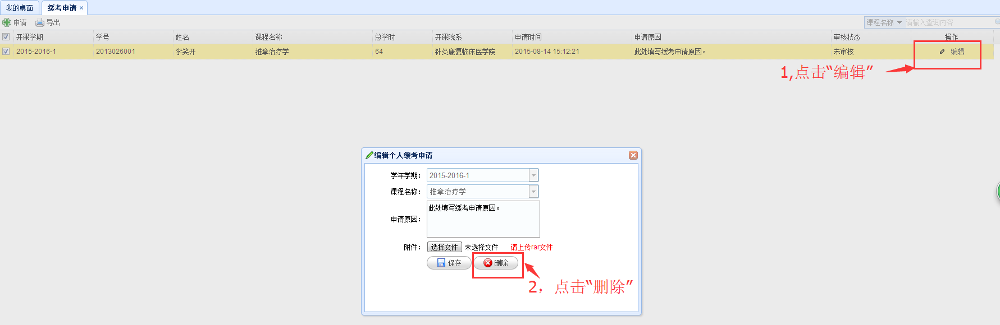 我的桌面 缓考申请 ×
申请 导出 课程名称 请输入查询内容
开课学期 学号 姓名 课程名称 总学时 开课院系 申请时间 申请原因 审核状态 操作
2015-2016-1 2013026001 李笑开 推拿治疗学 64 针灸康复临床医学院 2015-08-14 15:12:21 此处填写缓考申请原因。 未审核 编辑
1,点击“编辑”
编辑个人缓考申请
学年学期： 2015-2016-1
课程名称： 推拿治疗学
申请原因： 此处填写缓考申请原因。
附件： 选择文件 未选择文件 请上传rar文件
保存 删除
2，点击“删除”